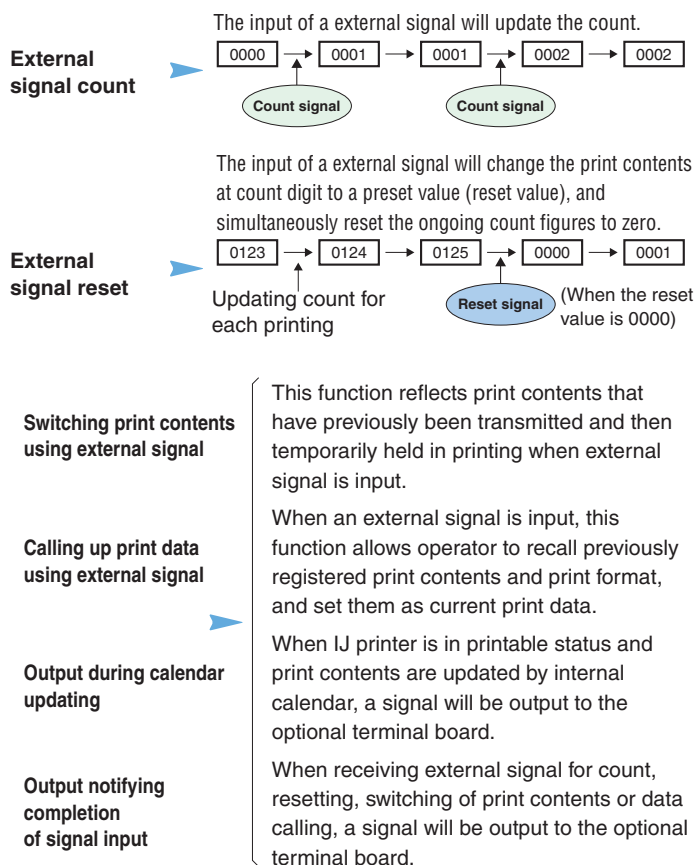 The input of a external signal will update the count.
External
signal count
0000 0001 0001 0002 0002
Count signal Count signal
The input of a external signal will change the print contents
at count digit to a preset value (reset value), and
simultaneously reset the ongoing count figures to zero.
External
signal reset
0123 0124 0125 0000 0001
Updating count for
each printing
Reset signal
(When the reset
value is 0000)
Switching print contents
using external signal
This function reflects print contents that
have previously been transmitted and then
temporarily held in printing when external
signal is input.
Calling up print data
using external signal
When an external signal is input, this
function allows operator to recall previously
registered print contents and print format,
and set them as current print data.
Output during calendar
updating
When IJ printer is in printable status and
print contents are updated by internal
calendar, a signal will be output to the
optional terminal board.
Output notifying
completion
of signal input
When receiving external signal for count,
resetting, switching of print contents or data
calling, a signal will be output to the optional
terminal board.